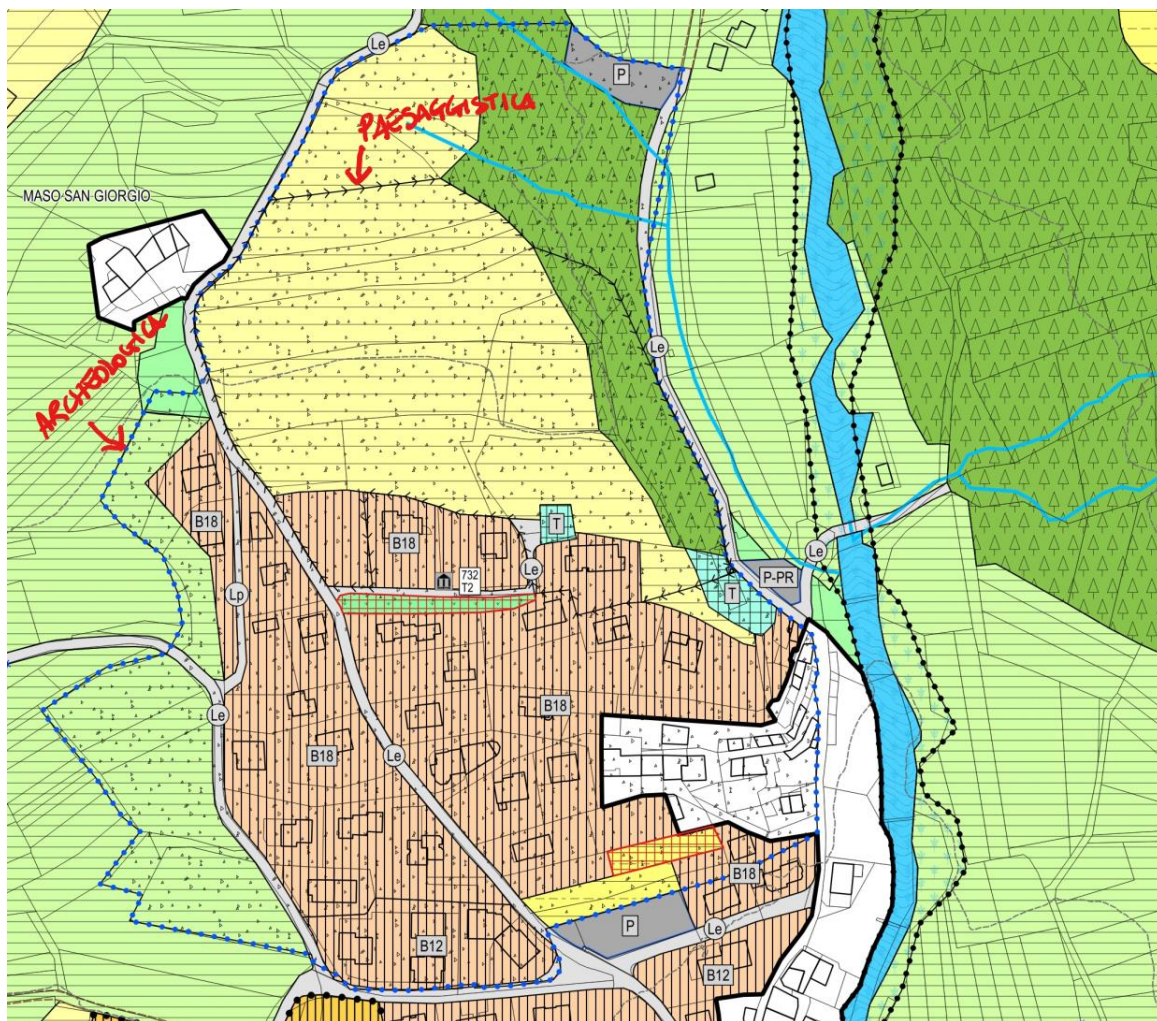 Le
P
PAESAGGISTICA
MASO SAN GIORGIO
Le
ARCHEOLOGICA
B18
B18
T
732
T2
Le
Le
P-PR
T
Lp
B18
Le
B18
Le
B18
P
Le
B12
B12